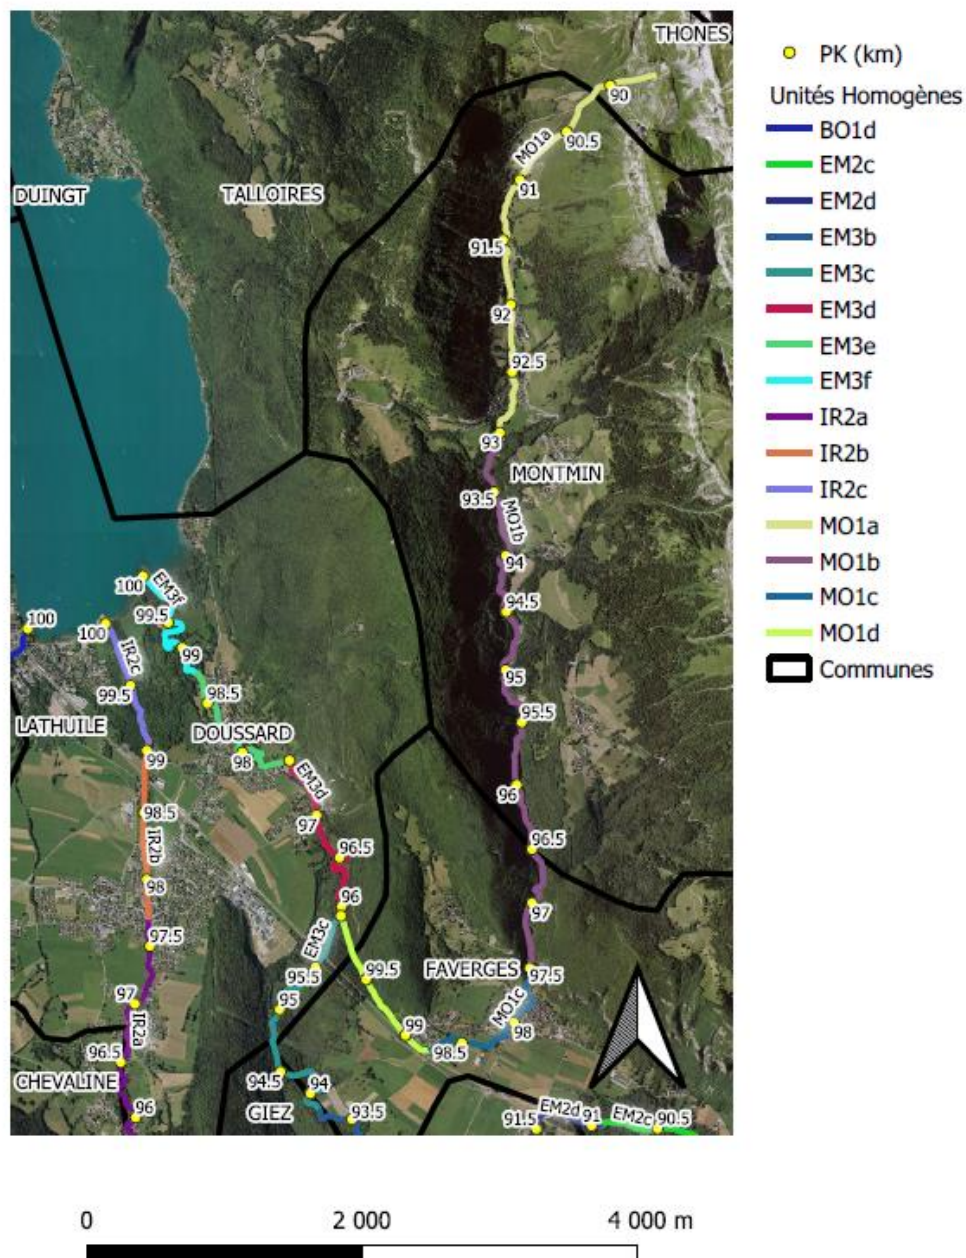 THONES
90
90.5
MO1a
91
DUINGT
TALLOIRES
91.5
92
92.5
93
MONTMIN
93.5
MO1b
94
94.5
95
95.5
96
96.5
97
97.5
100
EM3f
99.5
99
98.5
DOUSSARD
98
EM3d
97
96.5
96
EM3c
95.5
95
94.5
94
93.5
GIEZ
100
100
IR2c
99.5
LATHUILE
99
98.5
IR2b
98
97.5
97
IR2a
96.5
CHEVALINE
96
99.5
99
98.5
FAVERGES
MO1c
98
91.5
EM2d
91
EM2c
90.5
PK (km)
Unités Homogènes
BO1d
EM2c
EM2d
EM3b
EM3c
EM3d
EM3e
EM3f
IR2a
IR2b
IR2c
MO1a
MO1b
MO1c
MO1d
Communes
0 2 000 4 000 m